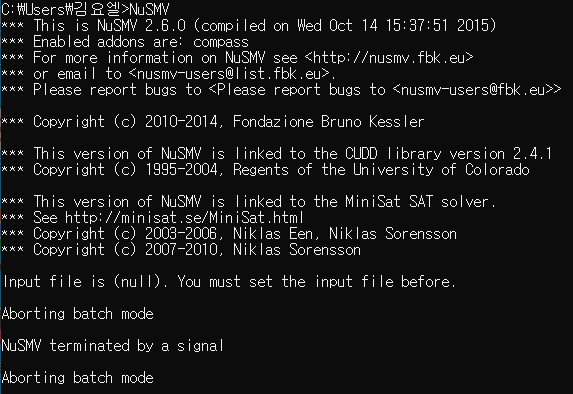 C:₩Users₩김요엘>NuSMV
*** This is NuSMV 2.6.0 (compiled on Wed Oct 14 15:37:51 2015)
*** Enabled addons are: compass
*** For more information on NuSMV see <http://nusmv.fbk.eu>
*** or email to <nusmv-users@list.fbk.eu>.
*** Please report bugs to <Please report bugs to <nusmv-users@fbk.eu>>
*** Copyright (c) 2010-2014, Fondazione Bruno Kessler
*** This version of NuSMV is linked to the CUDD library version 2.4.1
*** Copyright (c) 1995-2004, Regents of the University of Colorado
*** This version of NuSMV is linked to the MiniSat SAT solver.
*** See http://minisat.se/MiniSat.html
*** Copyright (c) 2003-2006, Niklas Een, Niklas Sorensson
*** Copyright (c) 2007-2010, Niklas Sorensson
Input file is (null). You must set the input file before.
Aborting batch mode
NuSMV terminated by a signal
Aborting batch mode